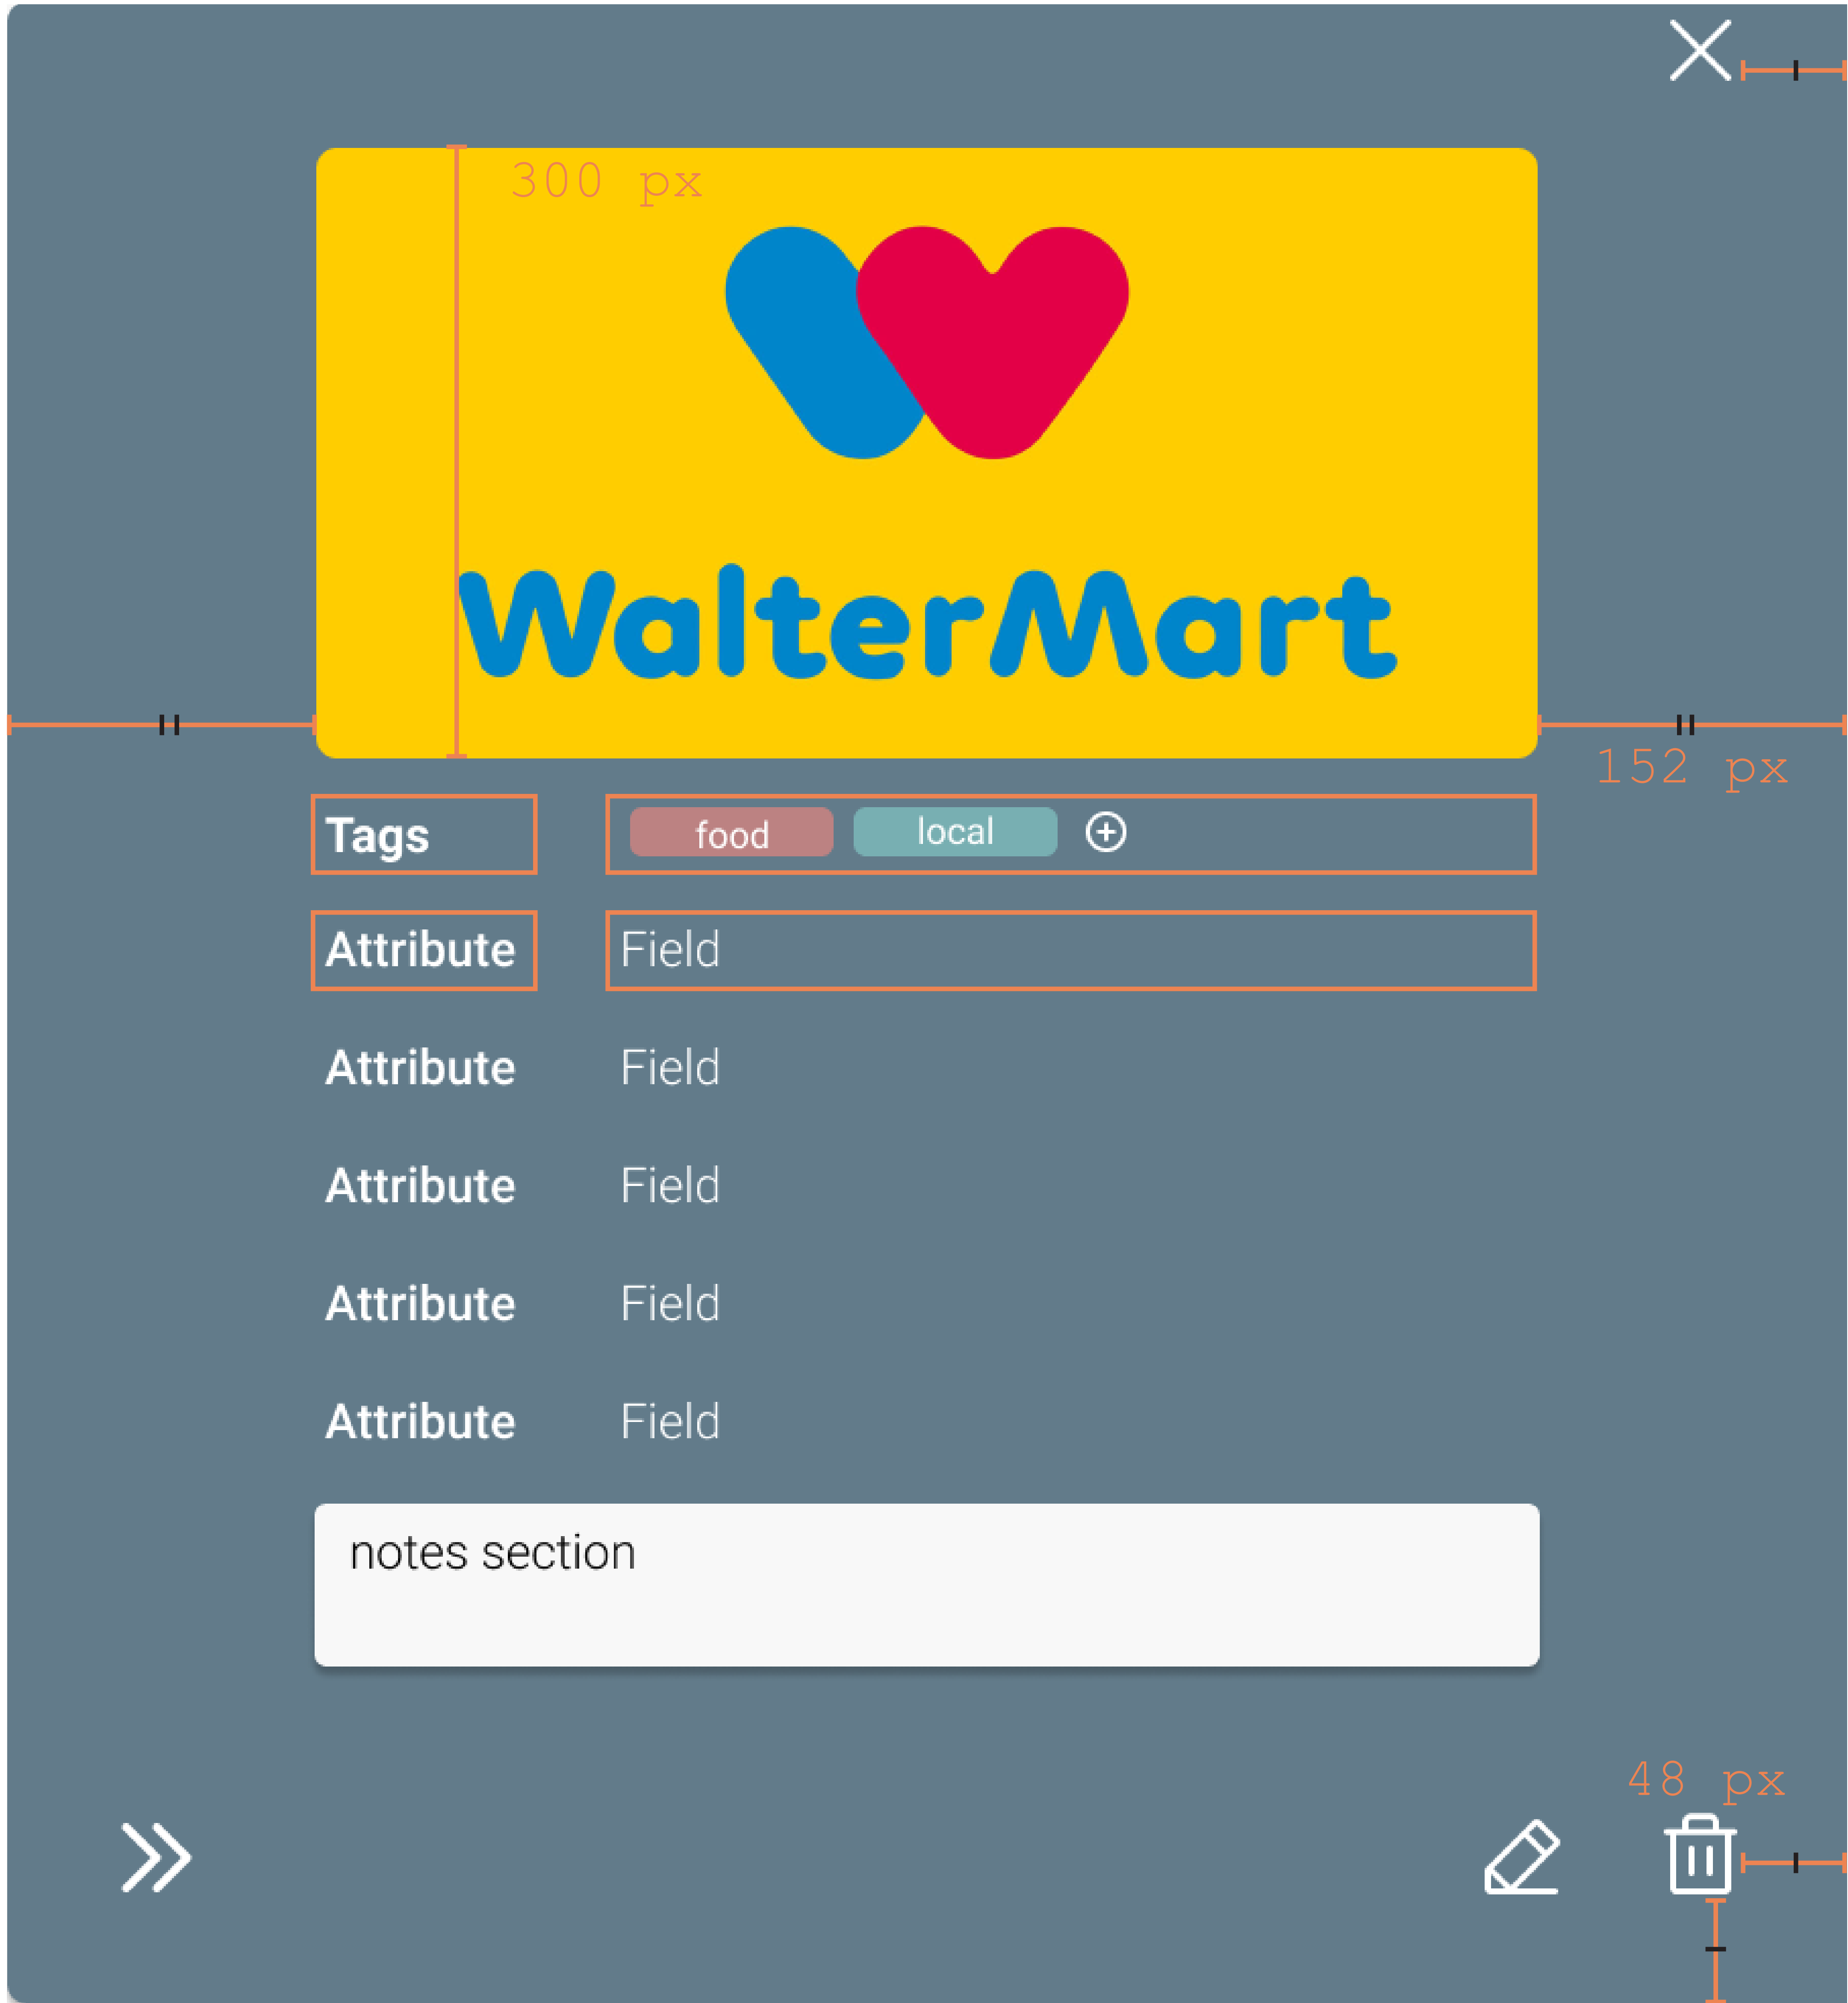 300 px
WalterMart
152 px
Tags food local
Attribute Field
Attribute Field
Attribute Field
Attribute Field
Attribute Field
notes section
48 px